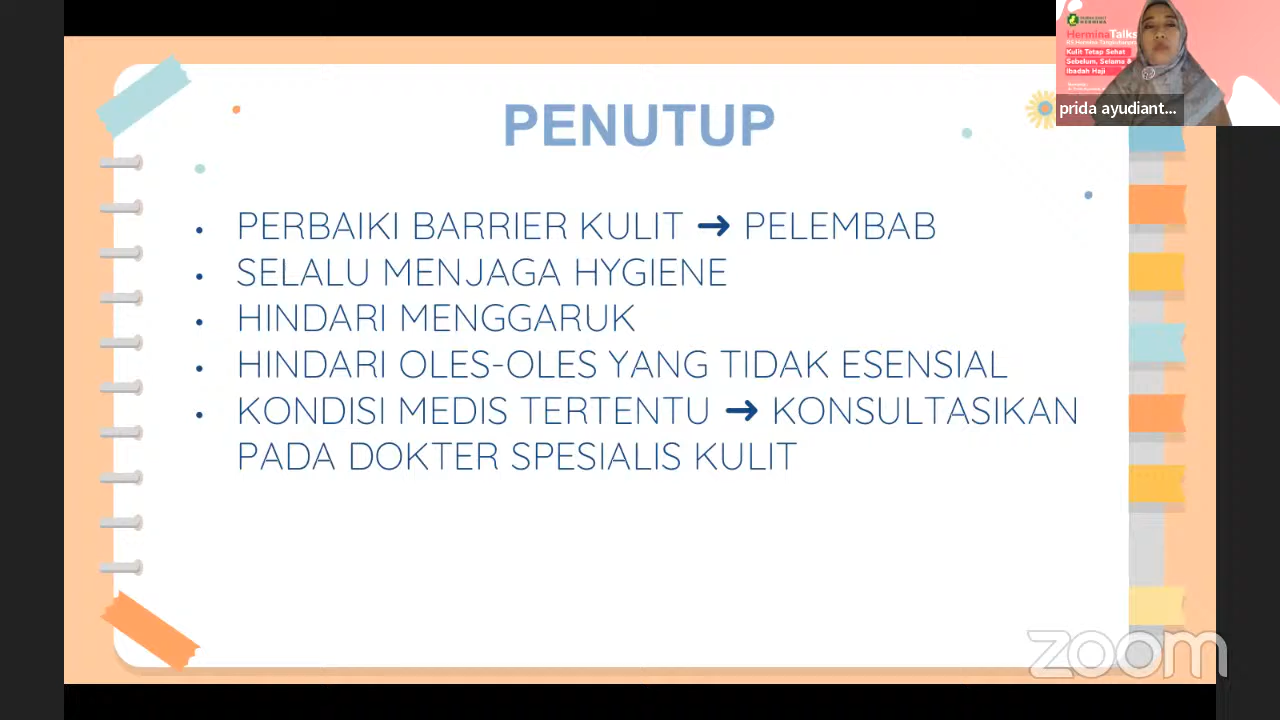 PENUTUP
• PERBAIKI BARRIER KULIT ➜ PELEMBAB
• SELALU MENJAGA HYGIENE
• HINDARI MENGGARUK
• HINDARI OLES-OLES YANG TIDAK ESENSIAL
• KONDISI MEDIS TERTENTU ➜ KONSULTASIKAN
PADA DOKTER SPESIALIS KULIT
HerminaTalks
Kulit Tetap Sehat
Sebelum, Selama &
Ibadah Haji
prida ayudiant...
zoom